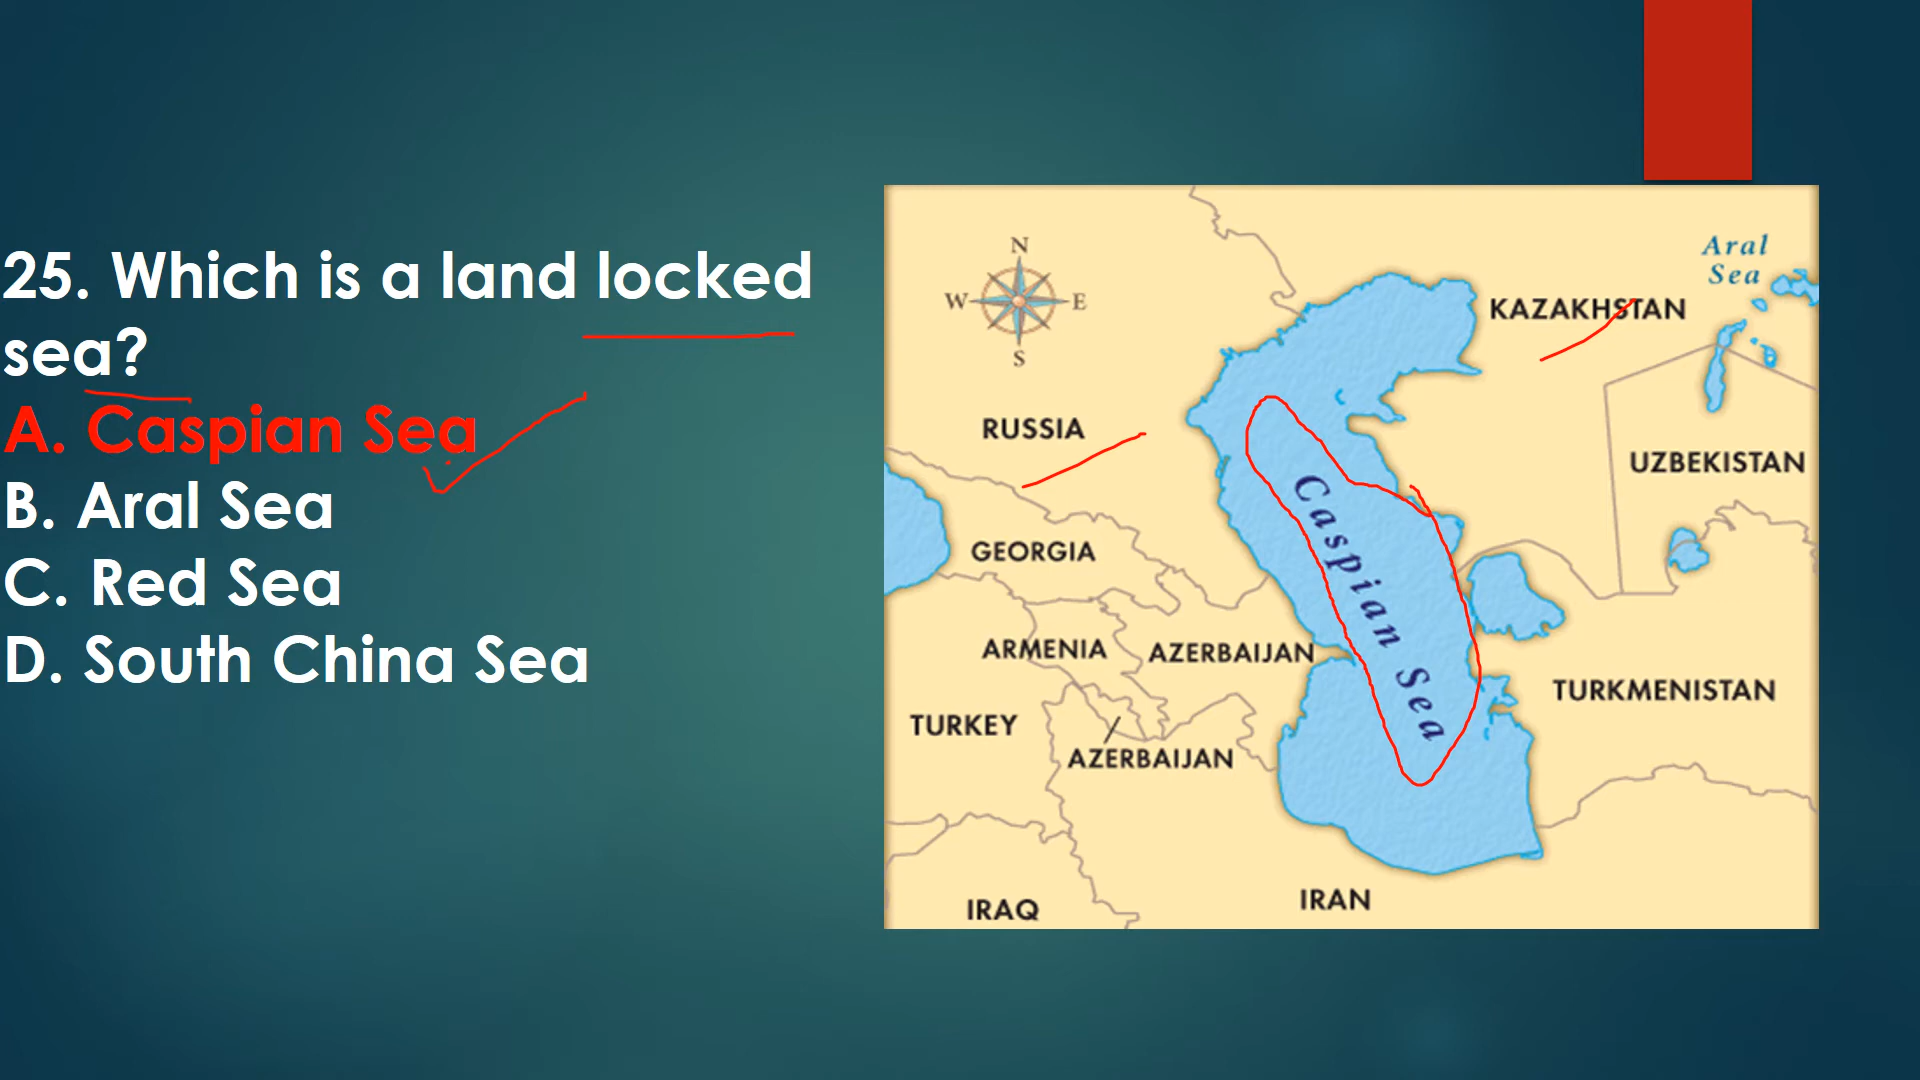 25. Which is a land locked
sea?
A. Caspian Sea
B. Aral Sea
C. Red Sea
D. South China Sea
N
W
E
S
Aral
Sea
KAZAKHSTAN
RUSSIA
UZBEKISTAN
Caspian Sea
GEORGIA
ARMENIA
AZERBAIJAN
TURKMENISTAN
TURKEY
AZERBAIJAN
IRAQ
IRAN